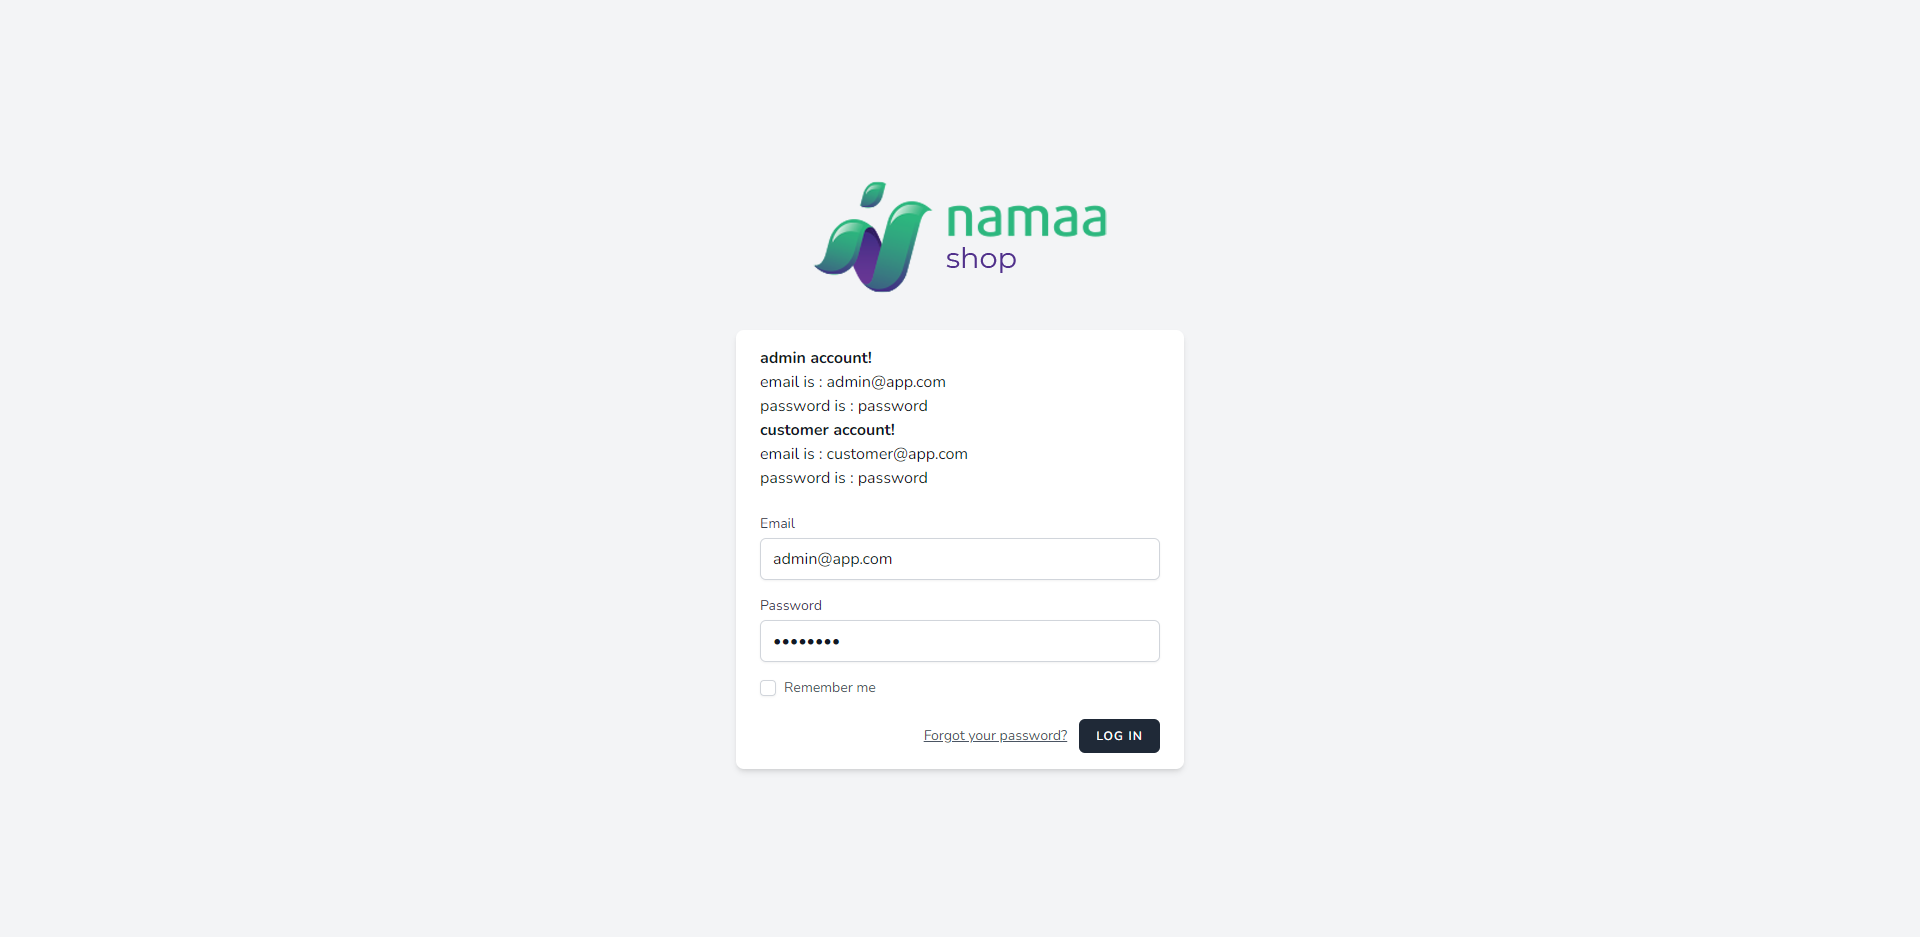 namaa
shop
admin account!
email is : admin@app.com
password is : password
customer account!
email is : customer@app.com
password is : password
Email
admin@app.com
Password
••••••••
Remember me
Forgot your password? LOG IN